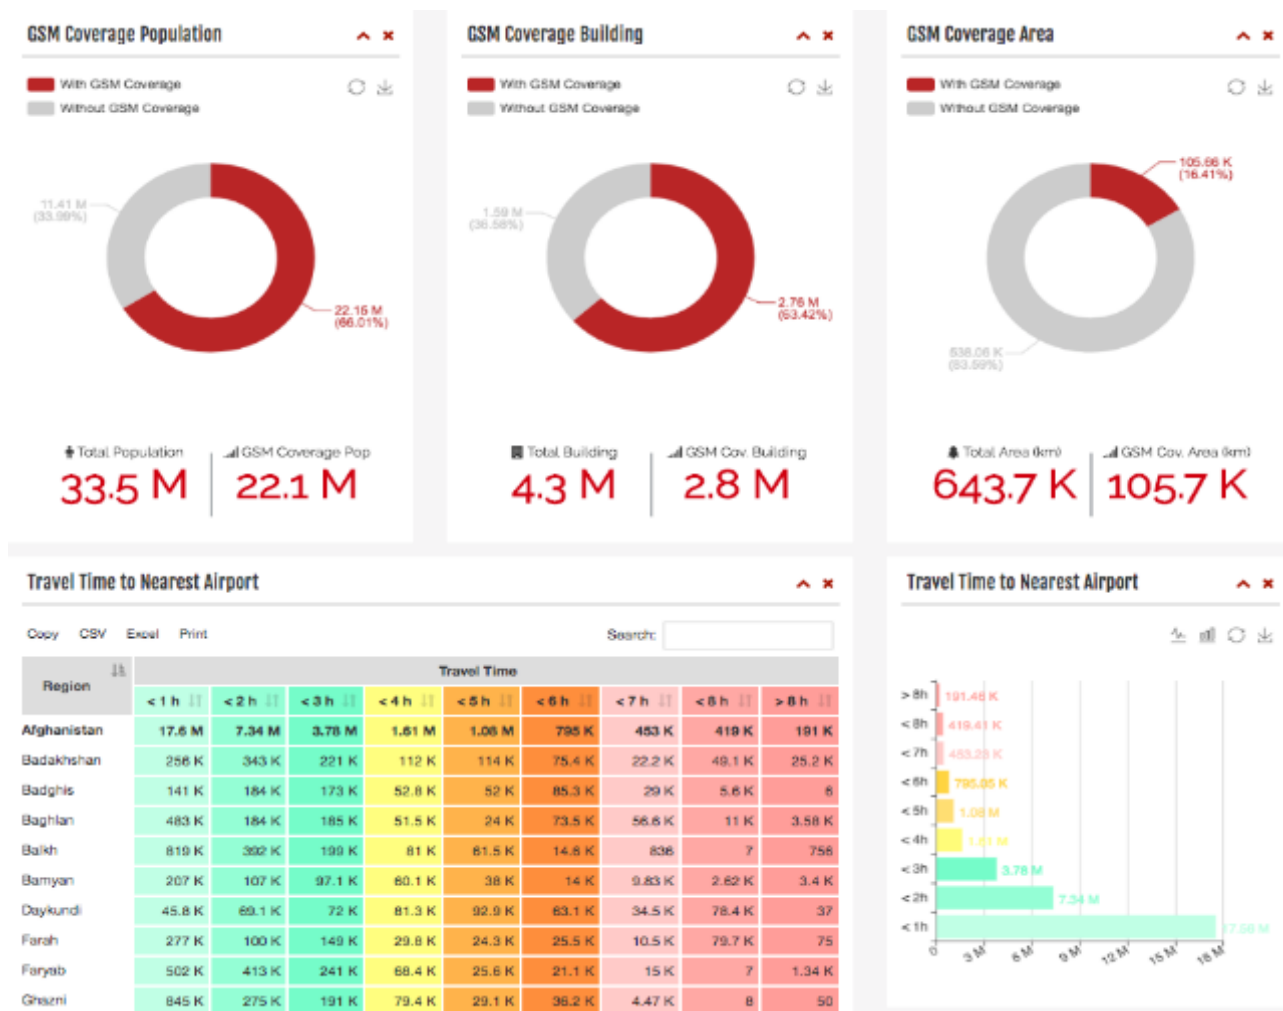 GSM Coverage Population
With GSM Coverage
Without GSM Coverage
11.41 M
(33.99%)
22.16 M
(66.01%)
Total Population
33.5 M
GSM Coverage Pop
22.1 M
GSM Coverage Building
With GSM Coverage
Without GSM Coverage
1.59 M
(36.58%)
2.76 M
(63.42%)
Total Building
4.3 M
GSM Cov. Building
2.8 M
GSM Coverage Area
With GSM Coverage
Without GSM Coverage
105.66 K
(16.41%)
538.06 K
(83.59%)
Total Area (km)
643.7 K
GSM Cov. Area (km)
105.7 K
Travel Time to Nearest Airport
Copy CSV Excel Print Search:
Region Travel Time
< 1 h < 2 h < 3 h < 4 h < 5 h < 6 h < 7 h < 8 h > 8 h
Afghanistan 17.6 M 7.34 M 3.78 M 1.61 M 1.08 M 795 K 453 K 419 K 191 K
Badakhshan 256 K 343 K 221 K 112 K 114 K 75.4 K 22.2 K 49.1 K 25.2 K
Badghis 141 K 184 K 173 K 52.8 K 52 K 85.3 K 29 K 5.6 K 6
Baghlan 483 K 184 K 185 K 51.5 K 24 K 73.5 K 56.6 K 11 K 3.58 K
Balkh 819 K 392 K 199 K 81 K 61.5 K 14.6 K 836 7 756
Bamyan 207 K 107 K 97.1 K 60.1 K 38 K 14 K 9.83 K 2.62 K 3.4 K
Daykundi 45.8 K 69.1 K 72 K 81.3 K 92.9 K 63.1 K 34.5 K 78.4 K 37
Farah 277 K 100 K 149 K 29.8 K 24.3 K 25.5 K 10.5 K 79.7 K 75
Faryab 502 K 413 K 241 K 68.4 K 25.6 K 21.1 K 15 K 7 1.34 K
Ghazni 845 K 275 K 191 K 79.4 K 29.1 K 36.2 K 4.47 K 8 50
Travel Time to Nearest Airport
> 8h 191.46 K
< 8h 419.41 K
< 7h 453.23 K
< 6h 795.05 K
< 5h 1.08 M
< 4h 1.61 M
< 3h 3.78 M
< 2h 7.34 M
< 1h 17.58 M
0 3 M 6 M 9 M 12 M 15 M 18 M